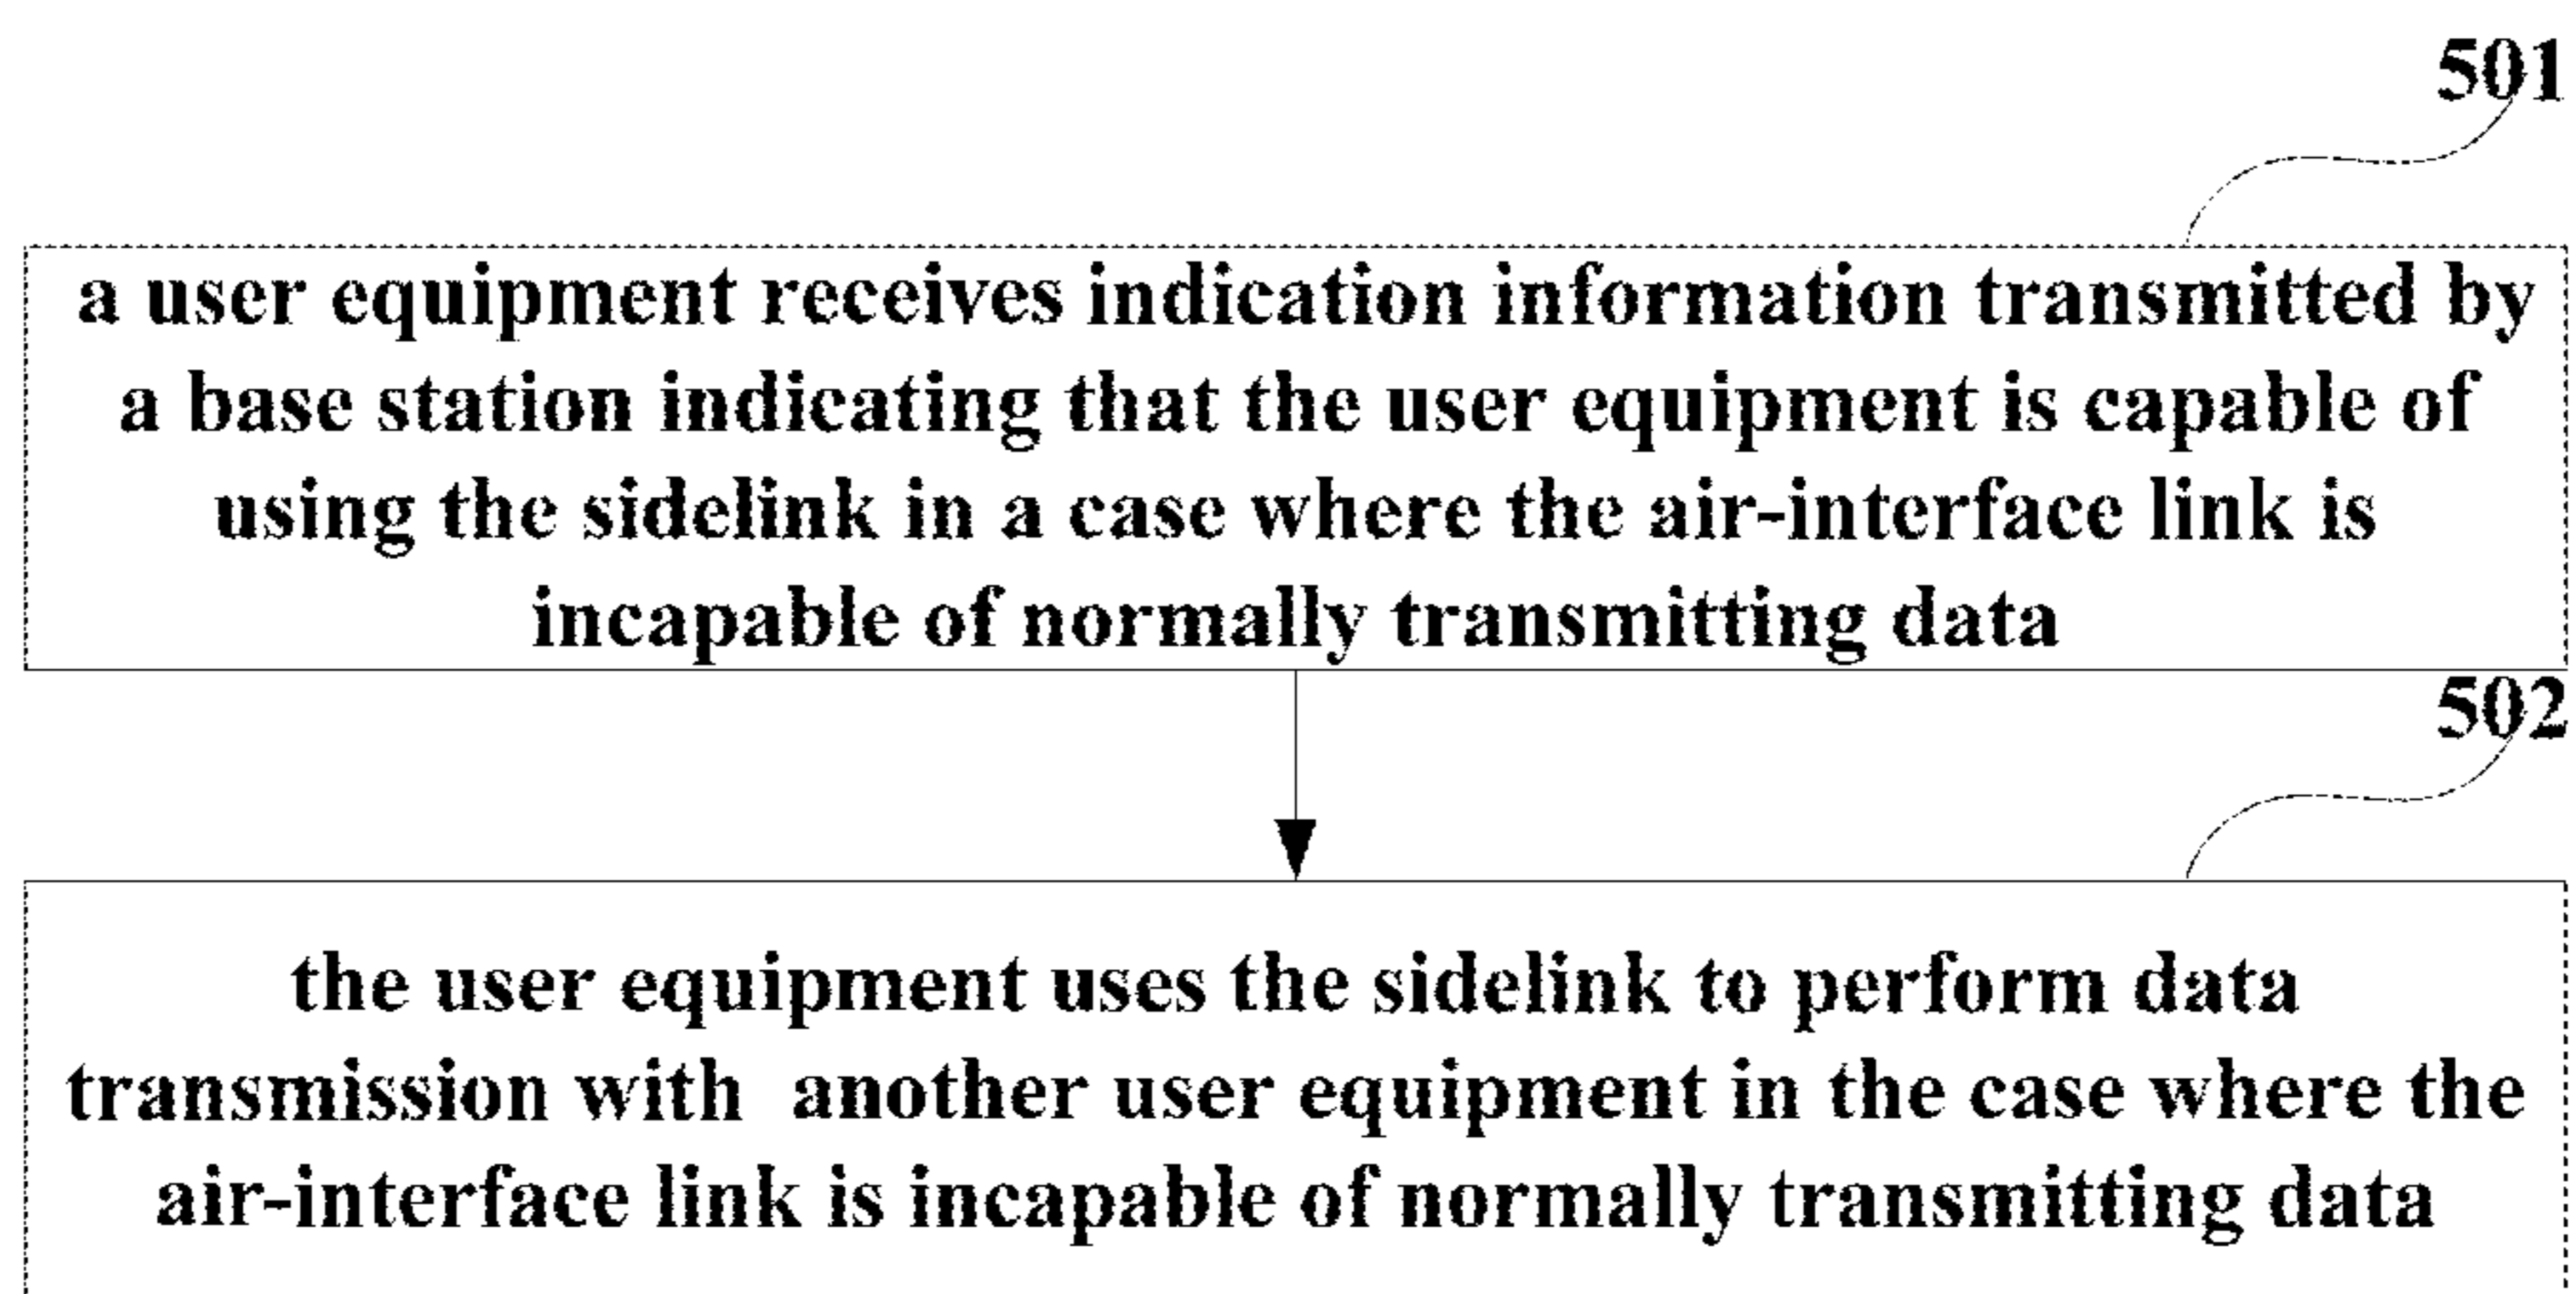 501
a user equipment receives indication information transmitted by
a base station indicating that the user equipment is capable of
using the sidelink in a case where the air-interface link is
incapable of normally transmitting data
502
the user equipment uses the sidelink to perform data
transmission with another user equipment in the case where the
air-interface link is incapable of normally transmitting data